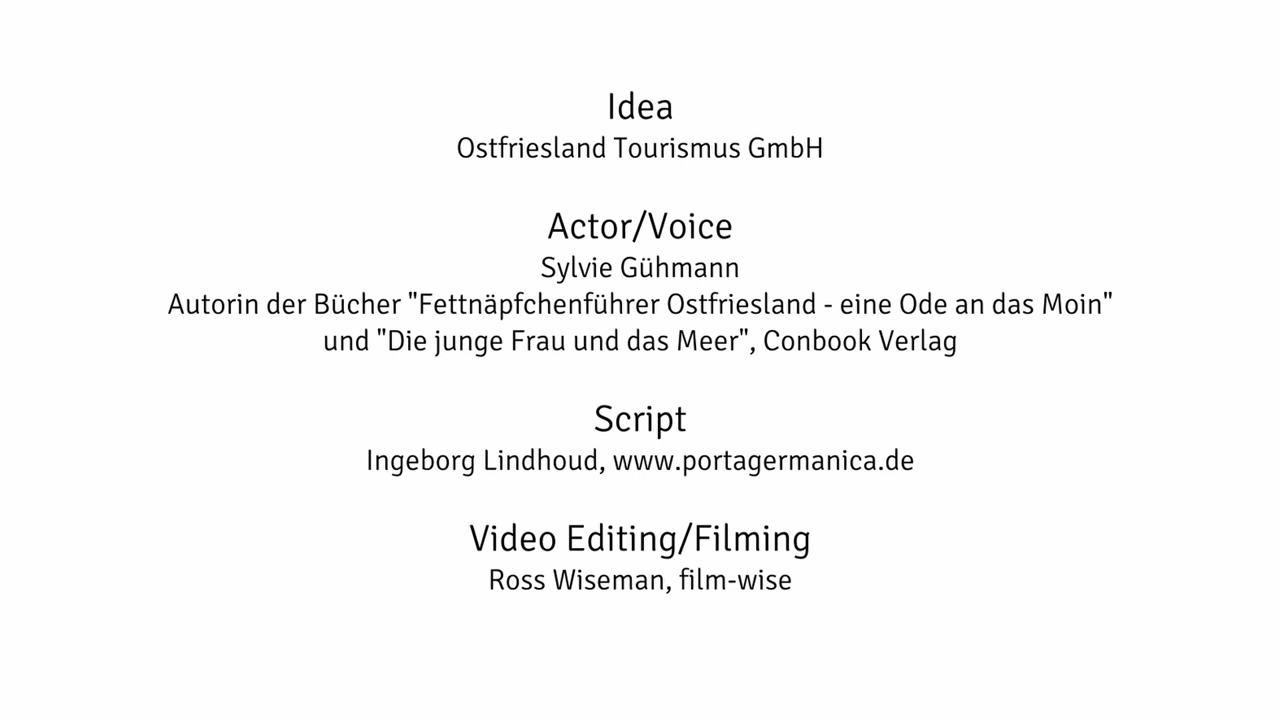 Idea
Ostfriesland Tourismus GmbH
Actor/Voice
Sylvie Gühmann
Autorin der Bücher "Fettnäpfchenführer Ostfriesland - eine Ode an das Moin"
und "Die junge Frau und das Meer", Conbook Verlag
Script
Ingeborg Lindhoud, www.portagermanica.de
Video Editing/Filming
Ross Wiseman, film-wise